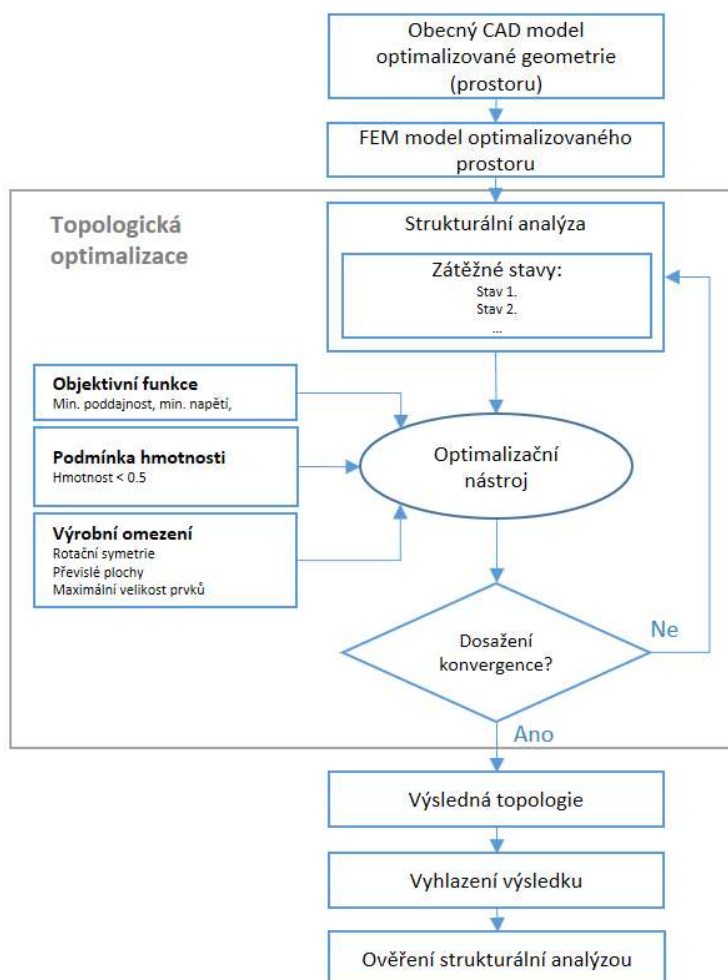 Obecný CAD model
optimalizované geometrie
(prostoru)
FEM model optimalizovaného
prostoru
Topologická
optimalizace
Strukturální analýza
Zátěžné stavy:
Stav 1.
Stav 2.
...
Objektivní funkce
Min. poddajnost, min. napětí,
Podmínka hmotnosti
Hmotnost < 0.5
Výrobní omezení
Rotační symetrie
Převislé plochy
Maximální velikost prvků
Optimalizační
nástroj
Dosažení
konvergence?
Ne
Ano
Výsledná topologie
Vyhlazení výsledku
Ověření strukturální analýzou